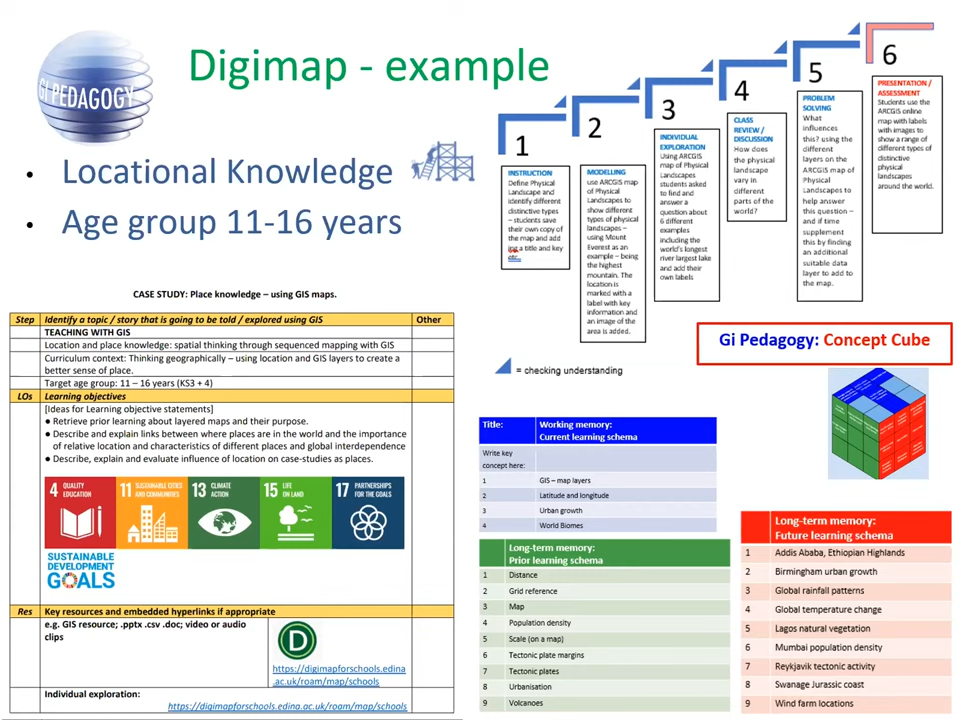 GI PEDAGOGY
Digimap - example
• Locational Knowledge
• Age group 11-16 years
1
INSTRUCTION
Define Physical
Landscape and
Identify different
distinctive types
– students save
their own copy of
the map and add
ing a title and key
etc.
2
MODELLING
use ARCGIS map
of Physical
Landscapes to
show different
types of physical
landscapes –
using Mount
Everest as an
example – being
the highest
mountain. The
location is
marked with a
label with key
information and
an image of the
area is added.
3
INDIVIDUAL
EXPLORATION
Using ARCGIS
map of Physical
Landscapes
students asked
to find and
answer a
question about
6 different
examples
including the
world's longest
river largest lake
and add their
own labels
4
CLASS
REVIEW /
DISCUSSION
How does
the physical
landscape
vary in
different
parts of the
world?
5
PROBLEM
SOLVING
What
influences
this? using the
different
layers on the
ARCGIS map of
Physical
Landscapes to
help answer
this question –
and if time
supplement
this by finding
an additional
suitable data
layer to add to
the map.
6
PRESENTATION /
ASSESSMENT
Students use the
ARCGIS online
map with labels
with images to
show a range of
different types of
distinctive
physical
landscapes
around the world.
= checking understanding
CASE STUDY: Place knowledge – using GIS maps.
Step Identify a topic / story that is going to be told / explored using GIS Other
TEACHING WITH GIS
Location and place knowledge: spatial thinking through sequenced mapping with GIS
Curriculum context: Thinking geographically – using location and GIS layers to create a
better sense of place.
Target age group: 11 – 16 years (KS3 + 4)
LOs Learning objectives
[Ideas for Learning objective statements]
● Retrieve prior learning about layered maps and their purpose.
● Describe and explain links between where places are in the world and the importance
of relative location and characteristics of different places and global interdependence
● Describe, explain and evaluate influence of location on case-studies as places.
4 QUALITY
EDUCATION
11 SUSTAINABLE CITIES
AND COMMUNITIES
13 CLIMATE
ACTION
15 LIFE
ON LAND
17 PARTNERSHIPS
FOR THE GOALS
SUSTAINABLE
DEVELOPMENT
GOALS
Res Key resources and embedded hyperlinks if appropriate
e.g. GIS resource; .pptx .csv .doc; video or audio
clips
D
https://digimapforschools.edina
.ac.uk/roam/map/schools
Individual exploration:
https://digimapforschools.edina.ac.uk/roam/map/schools
Gi Pedagogy: Concept Cube
Title: Working memory:
Current learning schema
Write key
concept here:
1 GIS – map layers
2 Latitude and longitude
3 Urban growth
4 World Biomes
Long-term memory:
Prior learning schema
1 Distance
2 Grid reference
3 Map
4 Population density
5 Scale (on a map)
6 Tectonic plate margins
7 Tectonic plates
8 Urbanisation
9 Volcanoes
Long-term memory:
Future learning schema
1 Addis Ababa, Ethiopian Highlands
2 Birmingham urban growth
3 Global rainfall patterns
4 Global temperature change
5 Lagos natural vegetation
6 Mumbai population density
7 Reykjavik tectonic activity
8 Swanage Jurassic coast
9 Wind farm locations